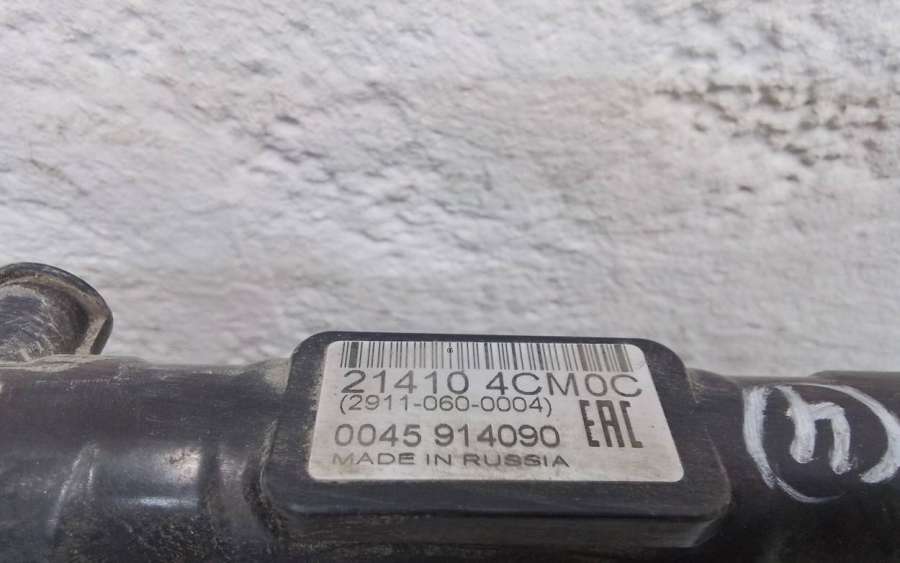 21410 4CM0C
(2911-060-0004)
0045 914090
EAC
MADE IN RUSSIA
(п)